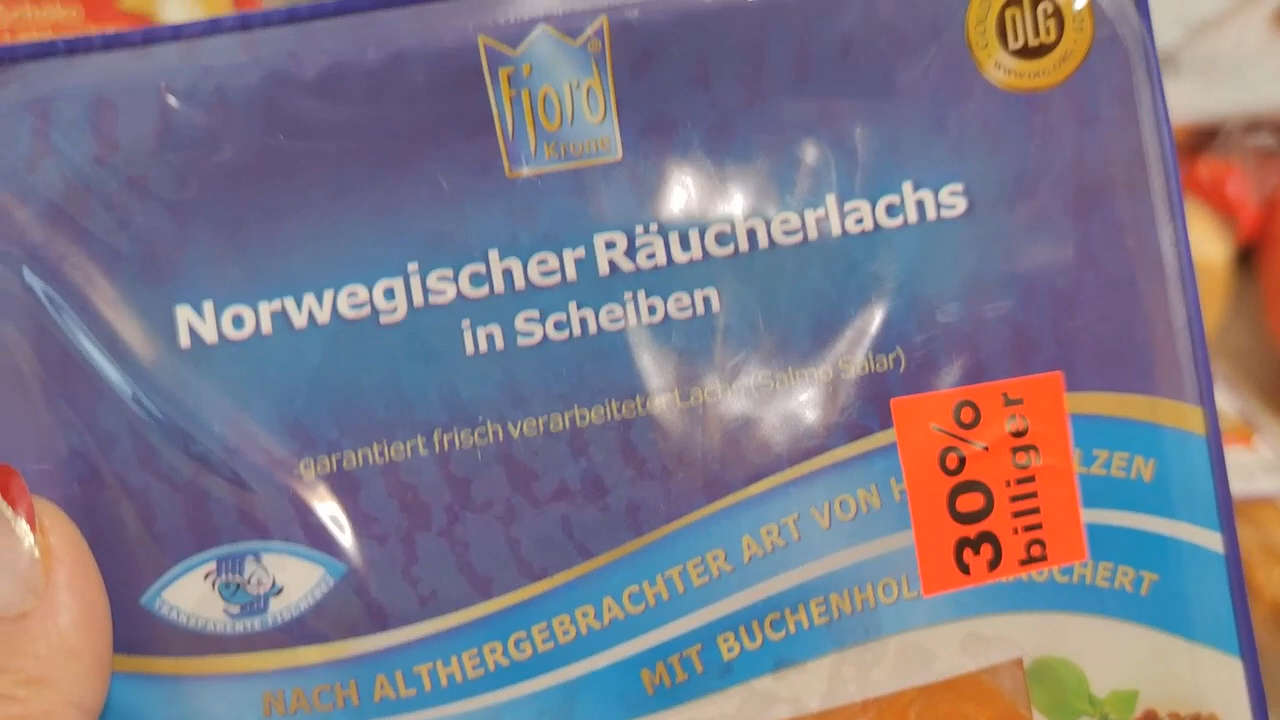 Fjord
Krone
®
DLG
Norwegischer Räucherlachs
in Scheiben
garantiert frisch verarbeiteter Lachs (Salmo Salar)
30%
billiger
NACH ALTHERGEBRACHTER ART VON H LZEN
MIT BUCHENHOL UCHERT
TRANSPARENTE FISCHEREI